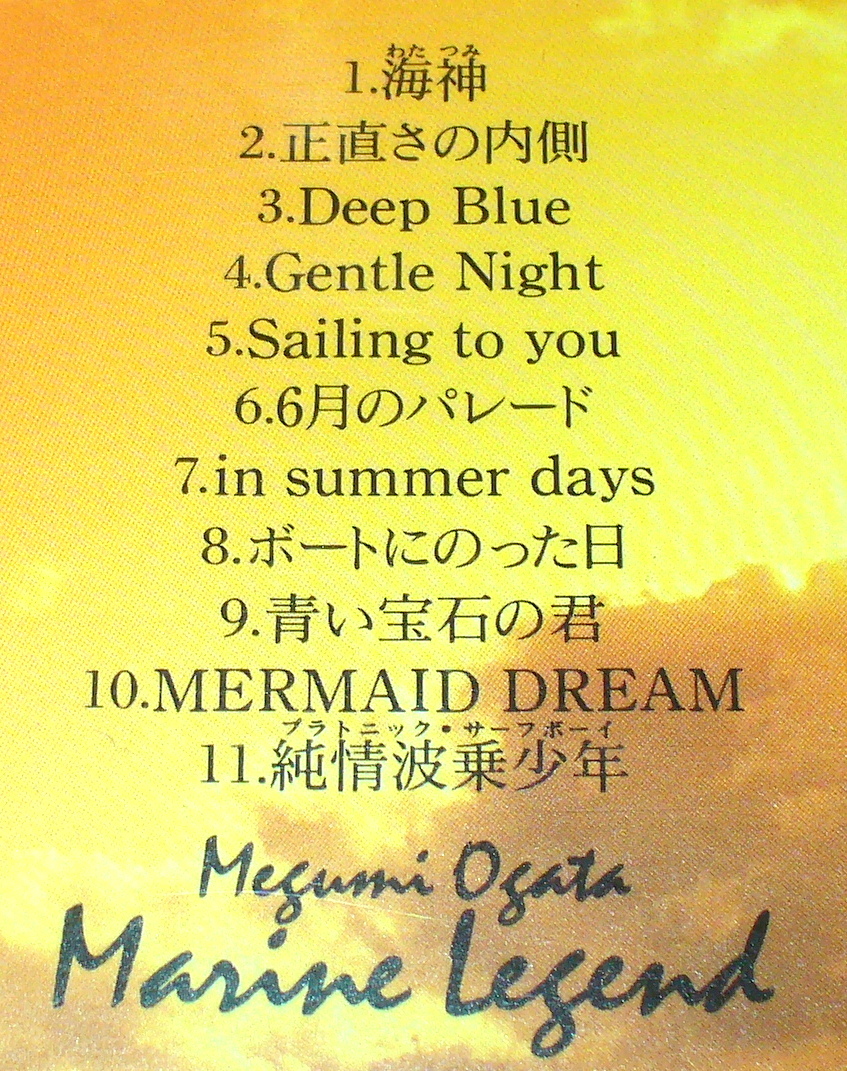 わたつみ
1.海神
2.正直さの内側
3.Deep Blue
4.Gentle Night
5.Sailing to you
6.6月のパレード
7.in summer days
8.ボートにのった日
9.青い宝石の君
10.MERMAID DREAM
プラトニック・サーフボーイ
11.純情波乗少年
Megumi Ogata
Marine Legend